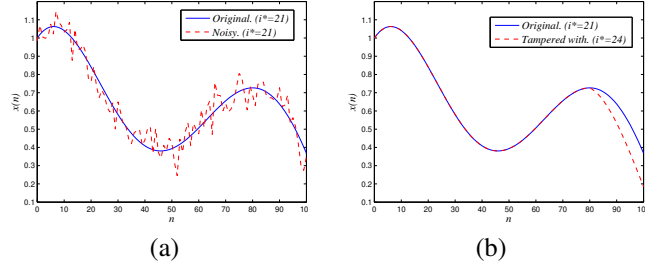 Original. (i*=21)
Noisy. (i*=21)
x(n)
1.1
1
0.9
0.8
0.7
0.6
0.5
0.4
0.3
0.2
0.1
0 10 20 30 40 50 60 70 80 90 100
n
(a)
Original. (i*=21)
Tampered with. (i*=24)
x(n)
1.1
1
0.9
0.8
0.7
0.6
0.5
0.4
0.3
0.2
0.1
0 10 20 30 40 50 60 70 80 90 100
n
(b)